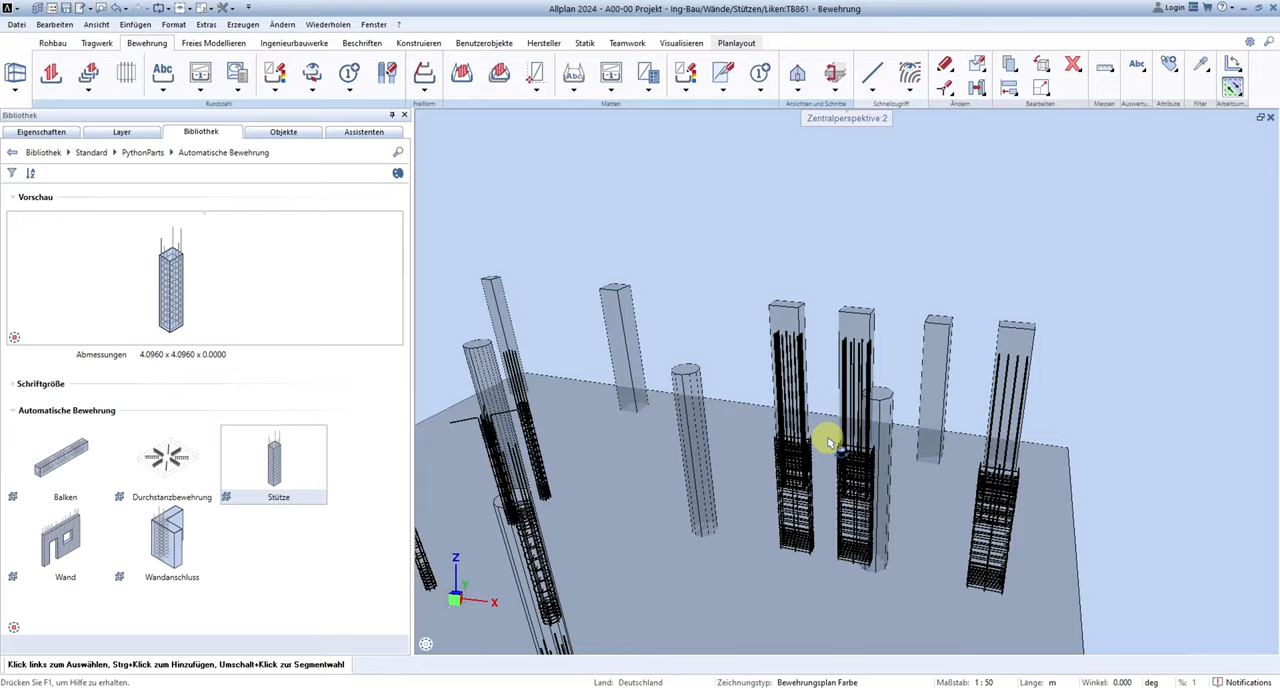 Allplan 2024 - A00-00 Projekt - Ing-Bau/Wände/Stützen/Liken:TB861 - Bewehrung
Login
Datei Bearbeiten Ansicht Einfügen Format Extras Erzeugen Ändern Wiederholen Fenster ?
Rohbau Tragwerk Bewehrung Freies Modellieren Ingenieurbauwerke Beschriften Konstruieren Benutzerobjekte Hersteller Statik Teamwork Visualisieren Planlayout
Abc
Abc
Abc
Rundstahl Freiform Matten Ansichten und Schnitte Schnellzugriff Ändern Bearbeiten Messen Auswertu... Attribute Filter Arbeitsum...
Bibliothek
Zentralperspektive:2
Eigenschaften Layer Bibliothek Objekte Assistenten
Bibliothek Standard PythonParts Automatische Bewehrung
Vorschau
Abmessungen 4.0960 x 4.0960 x 0.0000
Schriftgröße
Automatische Bewehrung
Balken Durchstanzbewehrung Stütze
Wand Wandanschluss
Z
Y
X
Klick links zum Auswählen, Strg+Klick zum Hinzufügen, Umschalt+Klick zur Segmentwahl
Drücken Sie F1, um Hilfe zu erhalten. Land: Deutschland Zeichnungstyp: Bewehrungsplan Farbe Maßstab: 1 : 50 Länge: m Winkel: 0.000 deg %: 1 Notifications